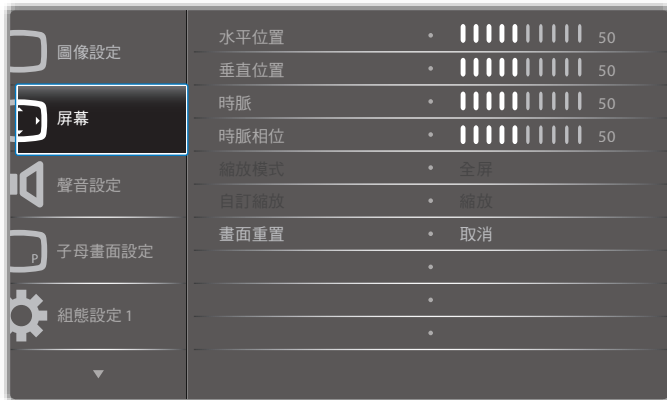 圖像設定
屏幕
聲音設定
P
子母畫面設定
組態設定 1
水平位置 • 50
垂直位置 • 50
時脈 • 50
時脈相位 • 50
縮放模式 • 全屏
自訂縮放 • 縮放
畫面重置 • 取消
•
•
•